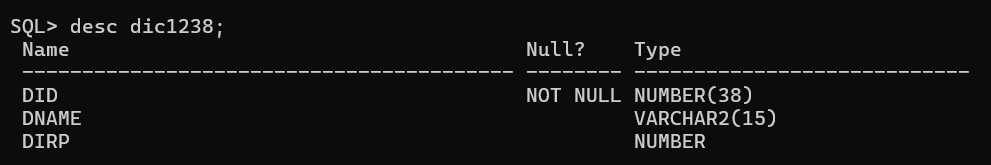 SQL> desc dic1238;
Name Null? Type
----------------------------------------- -------- ----------------------------
DID NOT NULL NUMBER(38)
DNAME VARCHAR2(15)
DIRP NUMBER